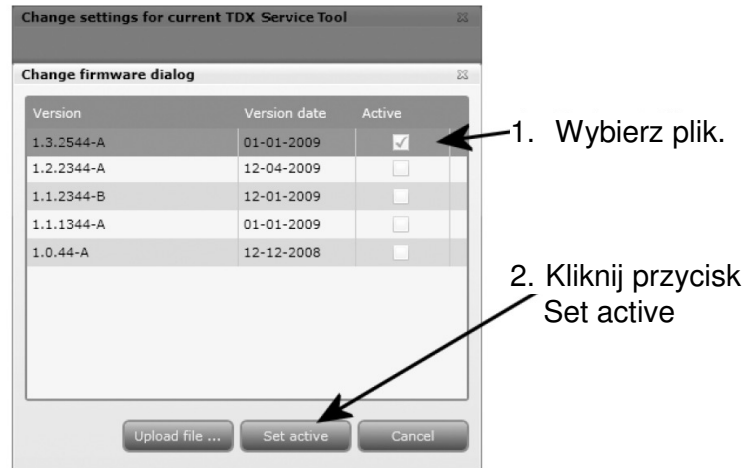 Change settings for current TDX Service Tool
Change firmware dialog
Version Version date Active
1.3.2544-A 01-01-2009
1.2.2344-A 12-04-2009
1.1.2344-B 12-01-2009
1.1.1344-A 01-01-2009
1.0.44-A 12-12-2008
Upload file ... Set active Cancel
1. Wybierz plik.
2. Kliknij przycisk
Set active